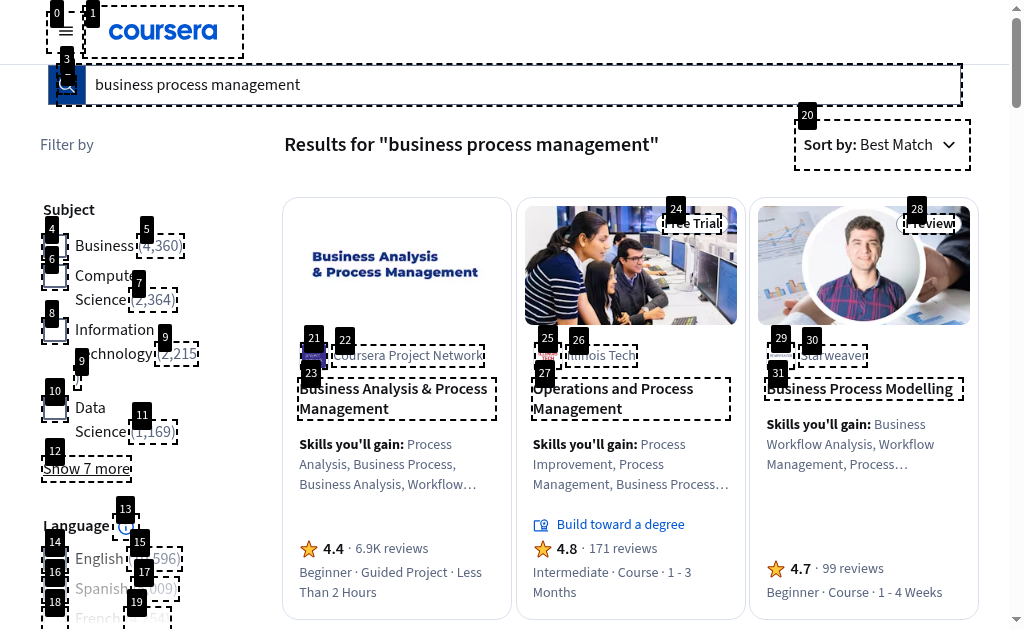 coursera
business process management
Filter by
Results for "business process management"
Sort by: Best Match
Subject
Business (4,360)
Science (2,364)
Information
(2,215
)
Data
Science (1,169)
Show 7 more
Language
English
Spanish
French
Business Analysis
& Process Management
Coursera Project Network
Business Analysis & Process
Management
Skills you'll gain: Process
Analysis, Business Process,
Business Analysis, Workflow…
4.4 · 6.9K reviews
Beginner · Guided Project · Less
Than 2 Hours
Free Trial
Illinois Tech
Operations and Process
Management
Skills you'll gain: Process
Improvement, Process
Management, Business Process…
Build toward a degree
4.8 · 171 reviews
Intermediate · Course · 1 - 3
Months
Preview
Starweaver
Business Process Modelling
Skills you'll gain: Business
Workflow Analysis, Workflow
Management, Process…
4.7 · 99 reviews
Beginner · Course · 1 - 4 Weeks
0
1
3
4
5
6
7
8
9
9
10
11
12
13
14
15
16
17
18
19
20
21
22
23
24
25
26
27
28
29
30
31